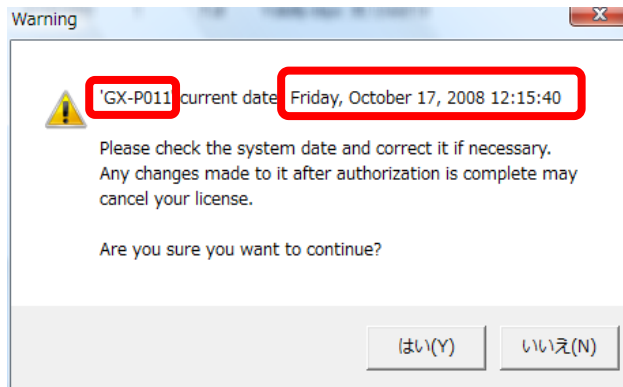 Warning
'GX-P011' current date: Friday, October 17, 2008 12:15:40
Please check the system date and correct it if necessary.
Any changes made to it after authorization is complete may
cancel your license.
Are you sure you want to continue?
はい(Y)
いいえ(N)